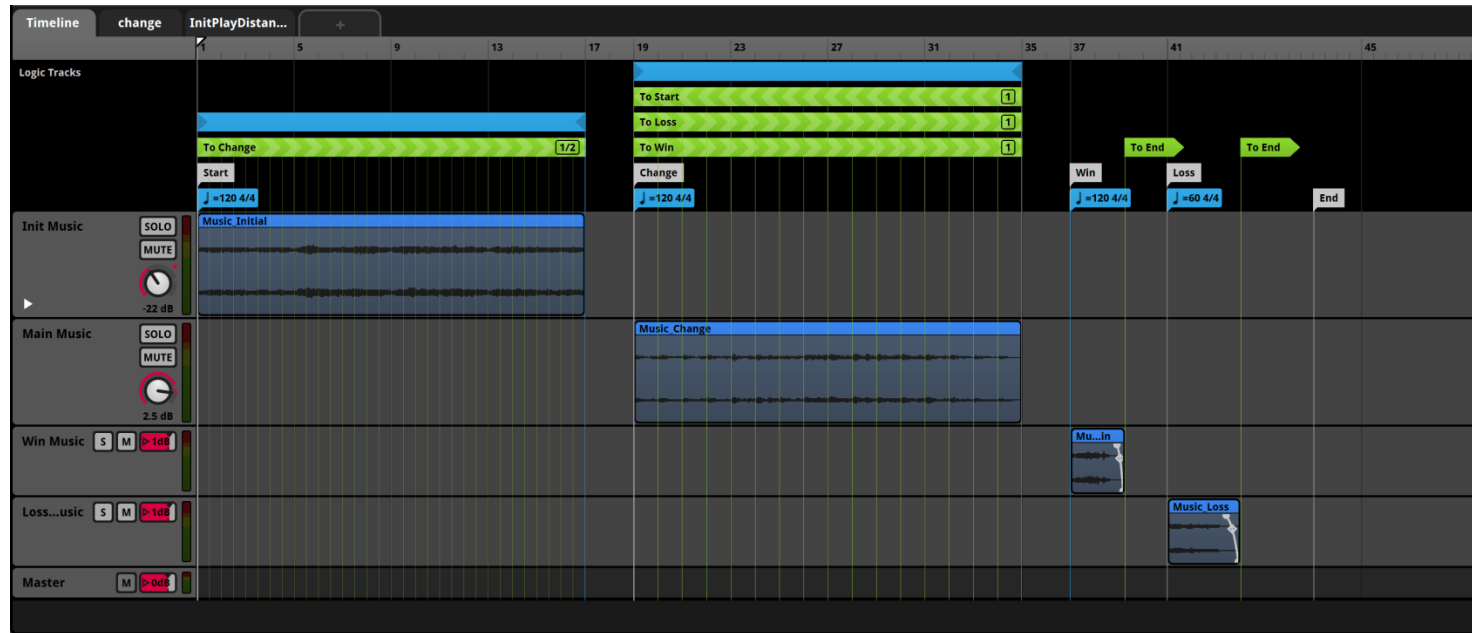 Timeline change InitPlayDistan... +
1 5 9 13 17 19 23 27 31 35 37 41 45
Logic Tracks
To Start 1
To Loss 1
To Change 1/2 To Win 1 To End To End
Start Change Win Loss
♩=120 4/4 ♩=120 4/4 ♩=120 4/4 ♩=60 4/4 End
Init Music SOLO Music_Initial
MUTE
-22 dB
Main Music SOLO Music_Change
MUTE
2.5 dB
Win Music S M 1dB Mu...in
Loss...usic S M 1dB Music_Loss
Master M 0dB